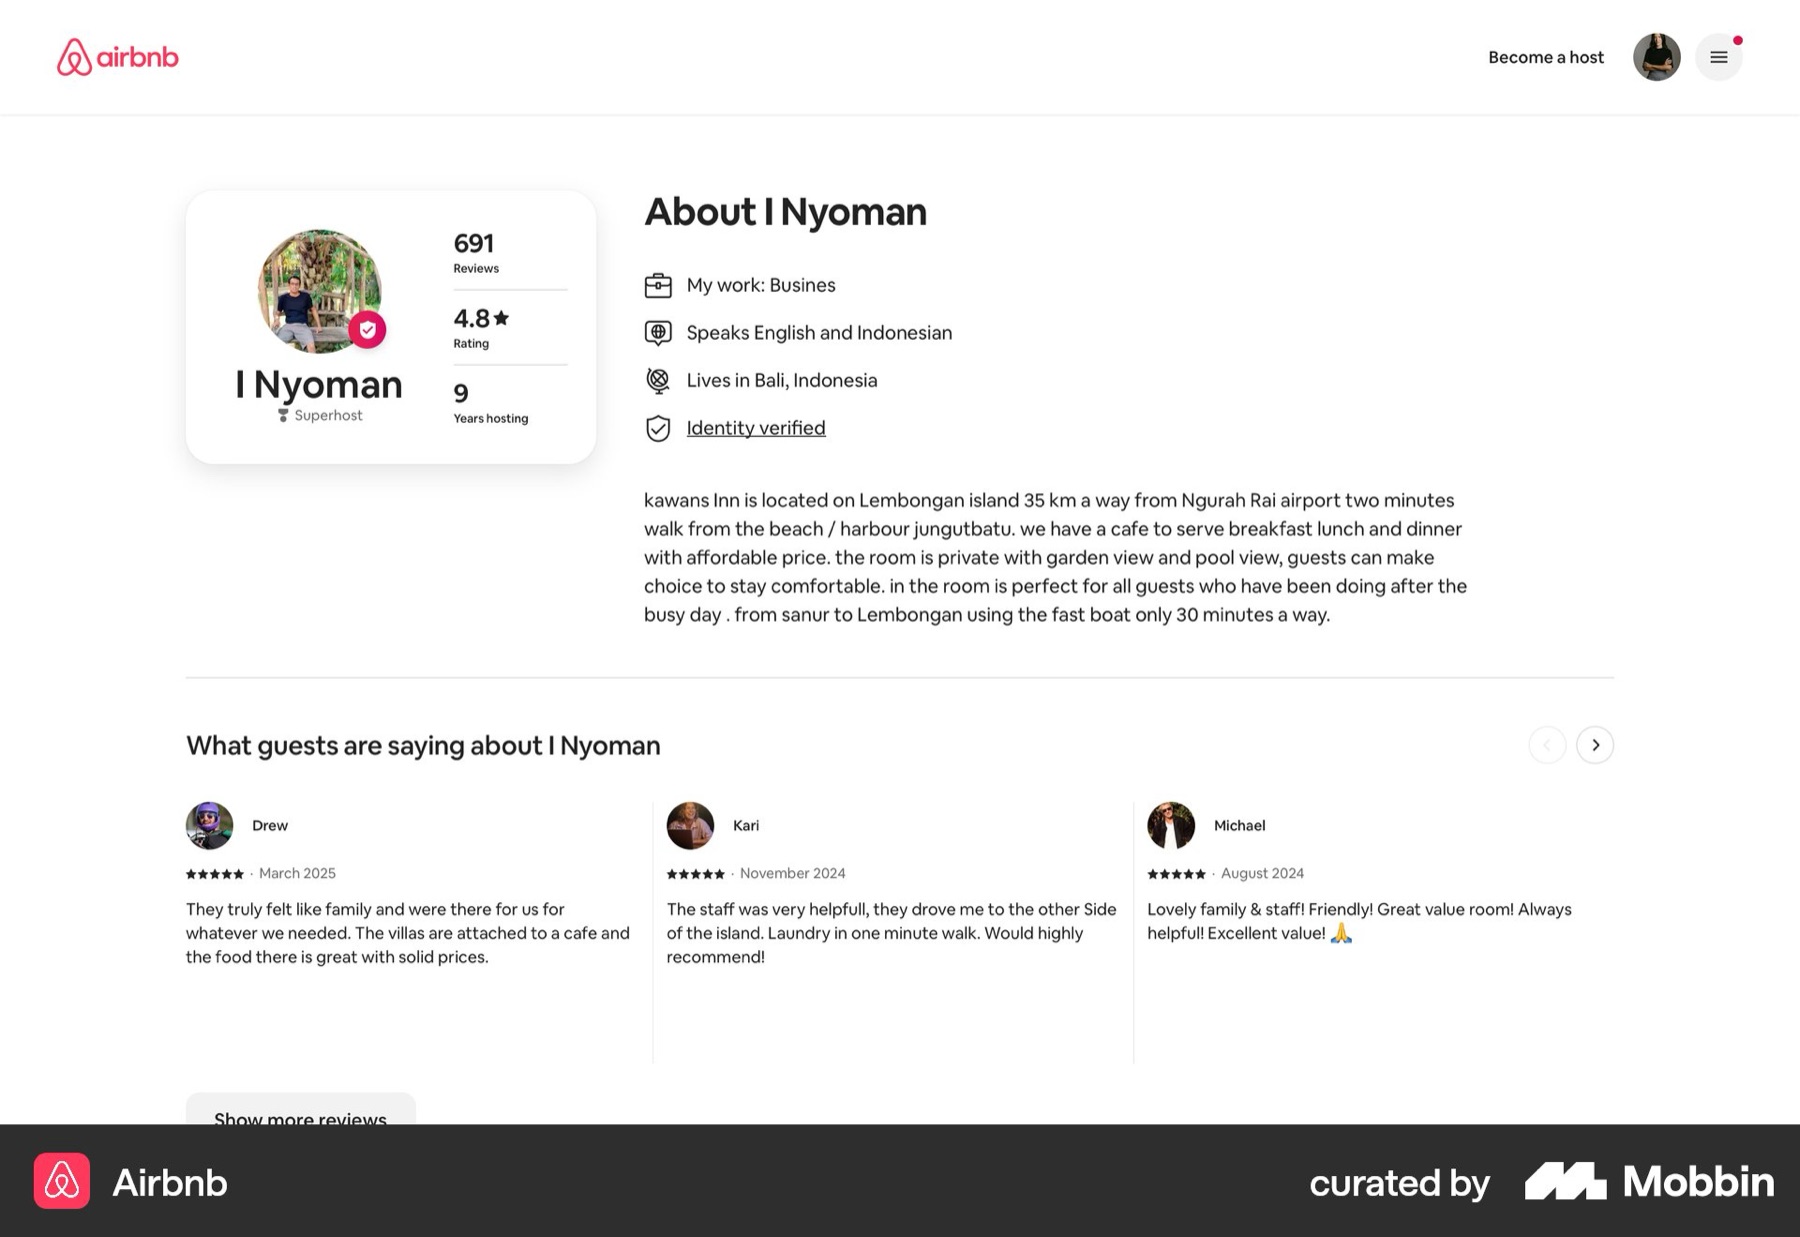 airbnb
Become a host
691
Reviews
4.8★
Rating
9
Years hosting
I Nyoman
Superhost
About I Nyoman
My work: Busines
Speaks English and Indonesian
Lives in Bali, Indonesia
Identity verified
kawans Inn is located on Lembongan island 35 km a way from Ngurah Rai airport two minutes
walk from the beach / harbour jungutbatu. we have a cafe to serve breakfast lunch and dinner
with affordable price. the room is private with garden view and pool view, guests can make
choice to stay comfortable. in the room is perfect for all guests who have been doing after the
busy day . from sanur to Lembongan using the fast boat only 30 minutes a way.
What guests are saying about I Nyoman
Drew
★★★★★ · March 2025
They truly felt like family and were there for us for
whatever we needed. The villas are attached to a cafe and
the food there is great with solid prices.
Kari
★★★★★ · November 2024
The staff was very helpfull, they drove me to the other Side
of the island. Laundry in one minute walk. Would highly
recommend!
Michael
★★★★★ · August 2024
Lovely family & staff! Friendly! Great value room! Always
helpful! Excellent value! 🙏
Show more reviews
Airbnb
curated by Mobbin